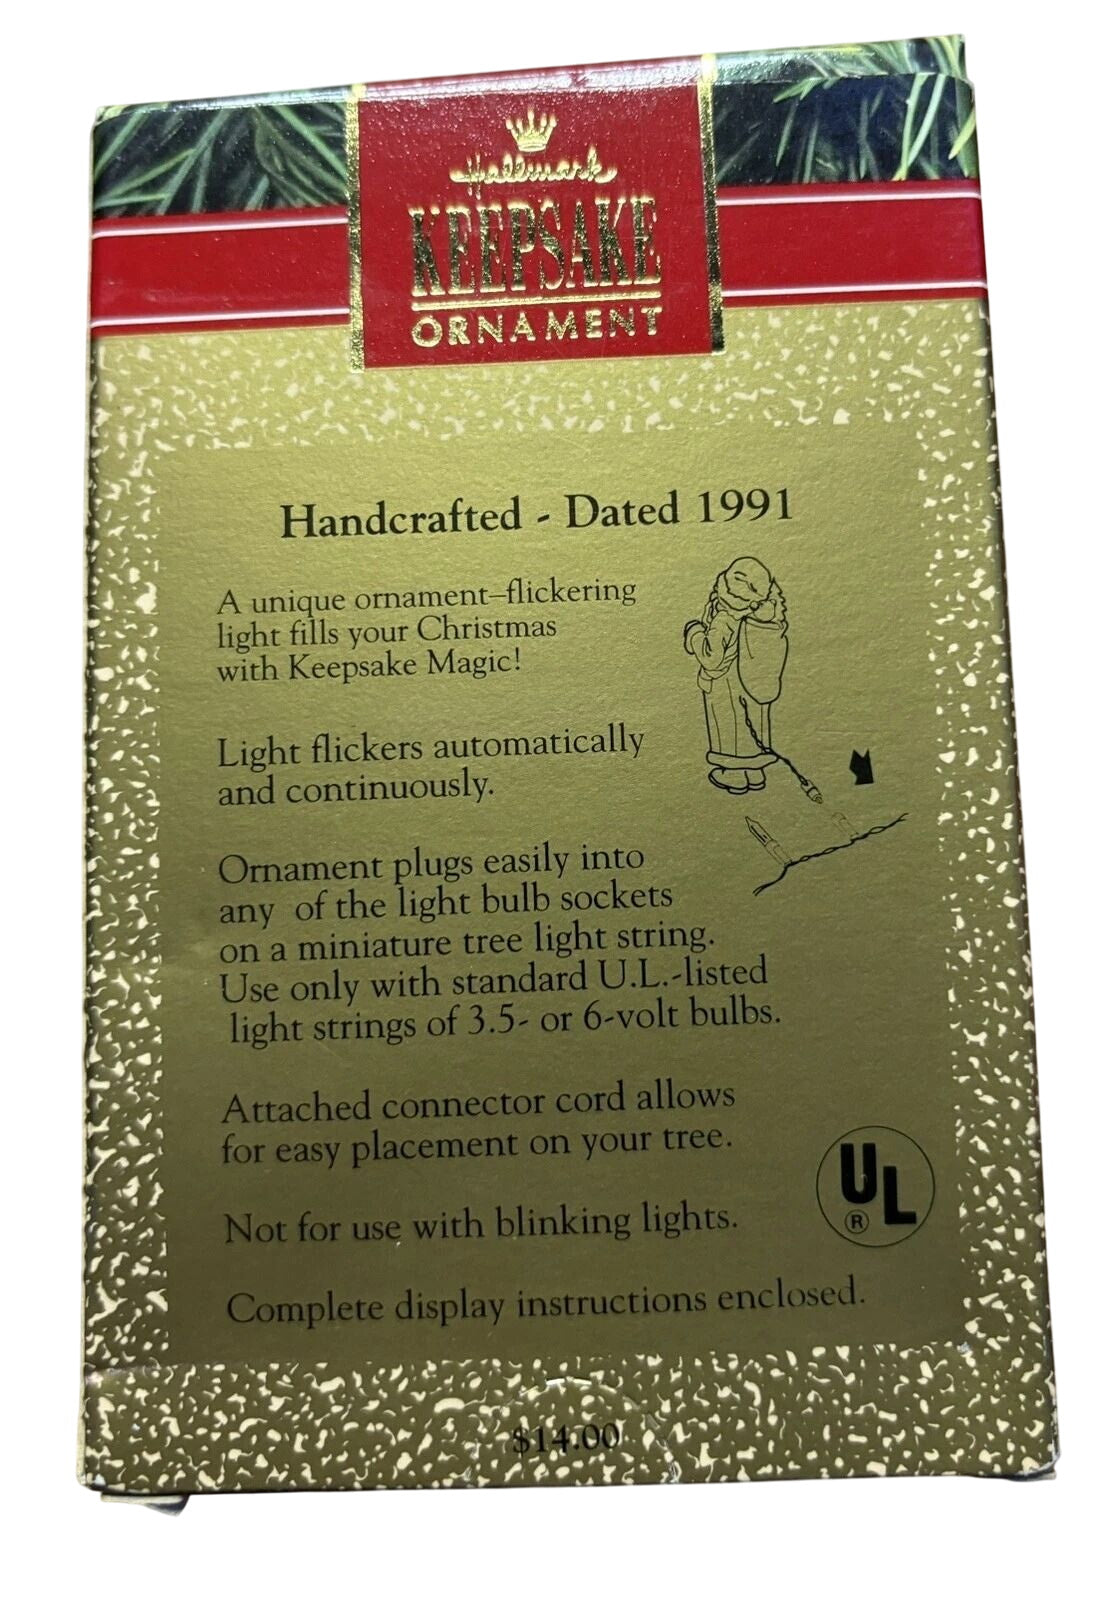 Hallmark
KEEPSAKE
ORNAMENT
Handcrafted - Dated 1991
A unique ornament–flickering
light fills your Christmas
with Keepsake Magic!
Light flickers automatically
and continuously.
Ornament plugs easily into
any of the light bulb sockets
on a miniature tree light string.
Use only with standard U.L.-listed
light strings of 3.5- or 6-volt bulbs.
Attached connector cord allows
for easy placement on your tree.
UL
®
Not for use with blinking lights.
Complete display instructions enclosed.
$14.00